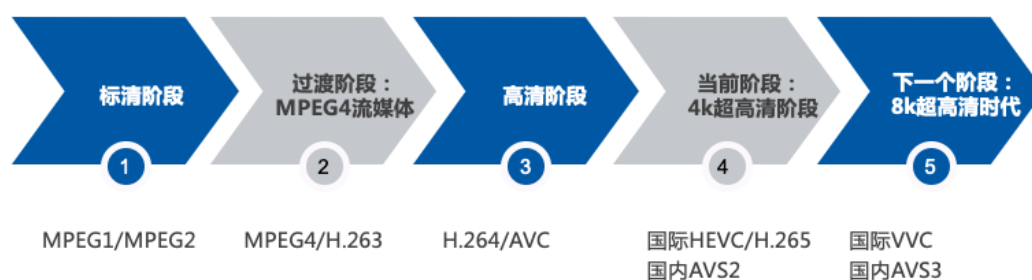 标清阶段
过渡阶段：
MPEG4流媒体
高清阶段
当前阶段：
4k超高清阶段
下一个阶段：
8k超高清时代
1
2
3
4
5
MPEG1/MPEG2
MPEG4/H.263
H.264/AVC
国际HEVC/H.265
国内AVS2
国际VVC
国内AVS3